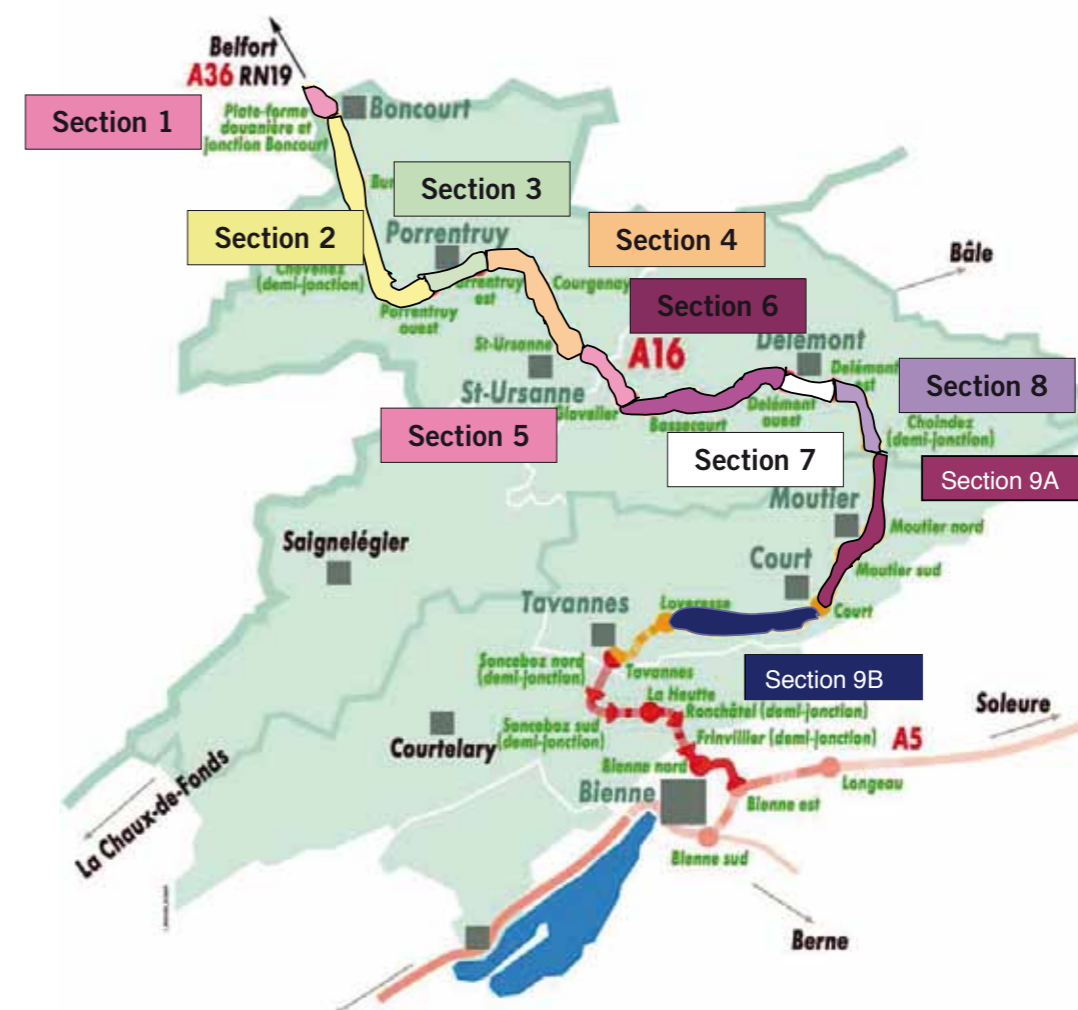 Belfort
A36 RN19
Section 1
Plate-forme
douanière et
jonction Boncourt
Boncourt
Bu
Section 3
Section 2
Porrentruy
Section 4
Chevenez
(demi-jonction)
Porrentruy
est
Courgenay
Bâle
Porrentruy
ouest
Section 6
St-Ursanne
A16
Delémont
Delémont
est
St-Ursanne
Section 8
Glovelier
Bassecourt
Delémont
ouest
Section 5
Choindez
(demi-jonction)
Section 7
Section 9A
Moutier
Moutier nord
Saignelégier
Court
Moutier sud
Tavannes
Loveresse
Court
Sonceboz nord
(demi-jonction)
Tavannes
Section 9B
La Heutte
Ronchâtel (demi-jonction)
Soleure
Sonceboz sud
(demi-jonction)
Frinvillier (demi-jonction)
A5
Courtelary
Bienne nord
Longeau
Bienne
Bienne est
La Chaux-de-Fonds
Bienne sud
Berne